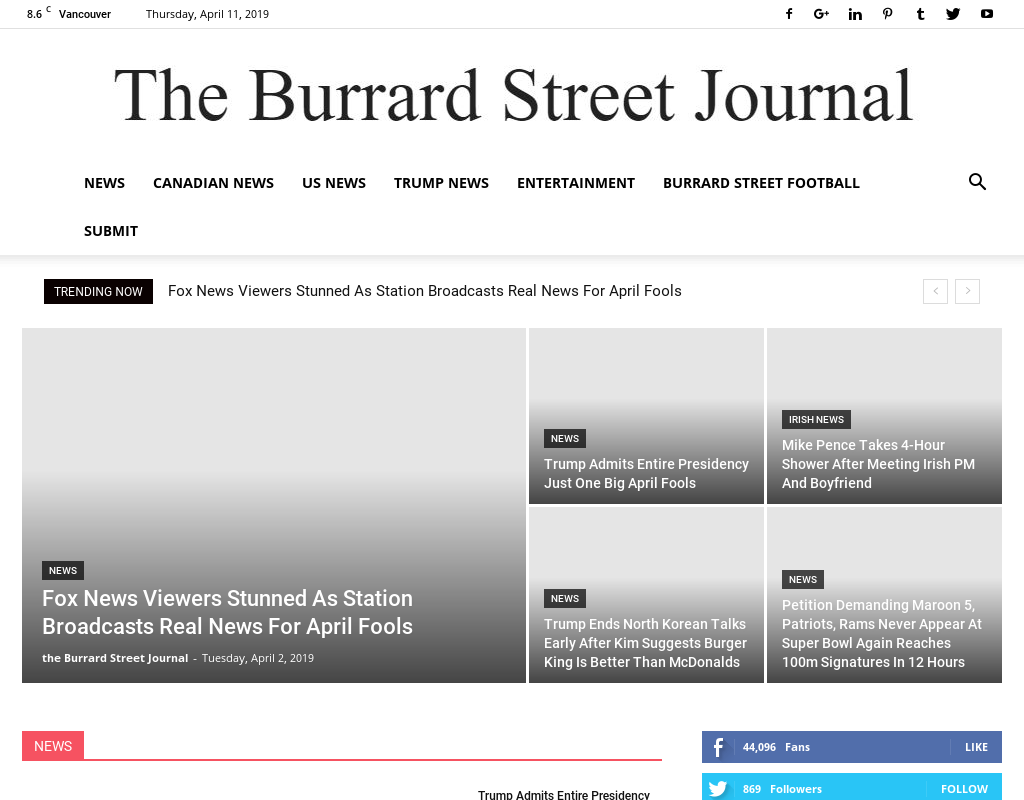 8.6 C Vancouver Thursday, April 11, 2019
The Burrard Street Journal
NEWS CANADIAN NEWS US NEWS TRUMP NEWS ENTERTAINMENT BURRARD STREET FOOTBALL
SUBMIT
TRENDING NOW Fox News Viewers Stunned As Station Broadcasts Real News For April Fools
NEWS
Fox News Viewers Stunned As Station
Broadcasts Real News For April Fools
the Burrard Street Journal - Tuesday, April 2, 2019
NEWS
Trump Admits Entire Presidency
Just One Big April Fools
IRISH NEWS
Mike Pence Takes 4-Hour
Shower After Meeting Irish PM
And Boyfriend
NEWS
Trump Ends North Korean Talks
Early After Kim Suggests Burger
King Is Better Than McDonalds
NEWS
Petition Demanding Maroon 5,
Patriots, Rams Never Appear At
Super Bowl Again Reaches
100m Signatures In 12 Hours
NEWS
Trump Admits Entire Presidency
44,096 Fans LIKE
869 Followers FOLLOW